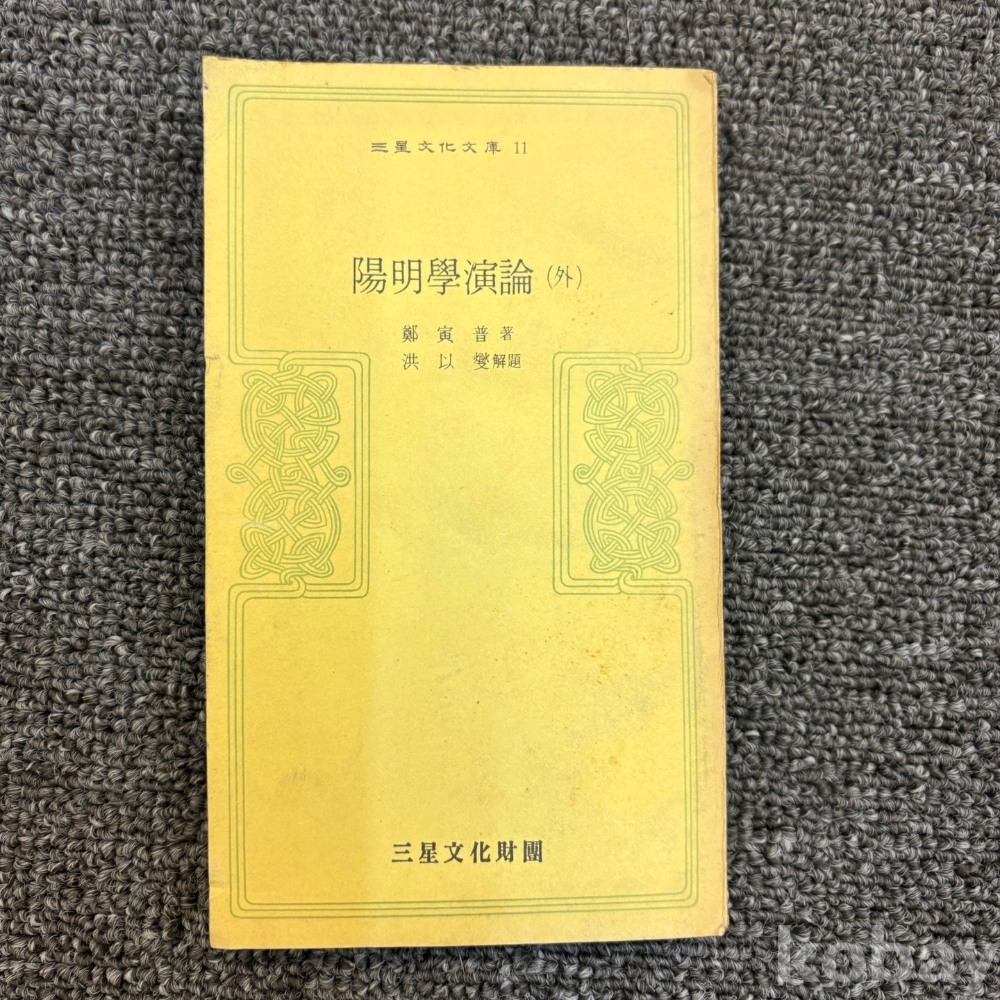 三星文化文庫 11
陽明學演論 (外)
鄭寅普 著
洪以燮 解題
三星文化財團
kobay